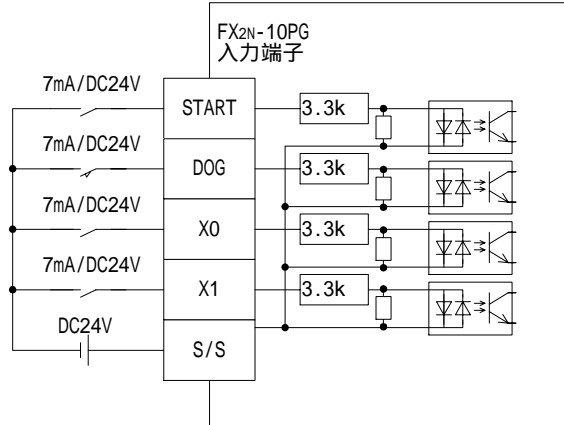 FX2N-10PG
入力端子
7mA/DC24V
START
3.3k
7mA/DC24V
DOG
3.3k
7mA/DC24V
X0
3.3k
7mA/DC24V
X1
3.3k
DC24V
S/S